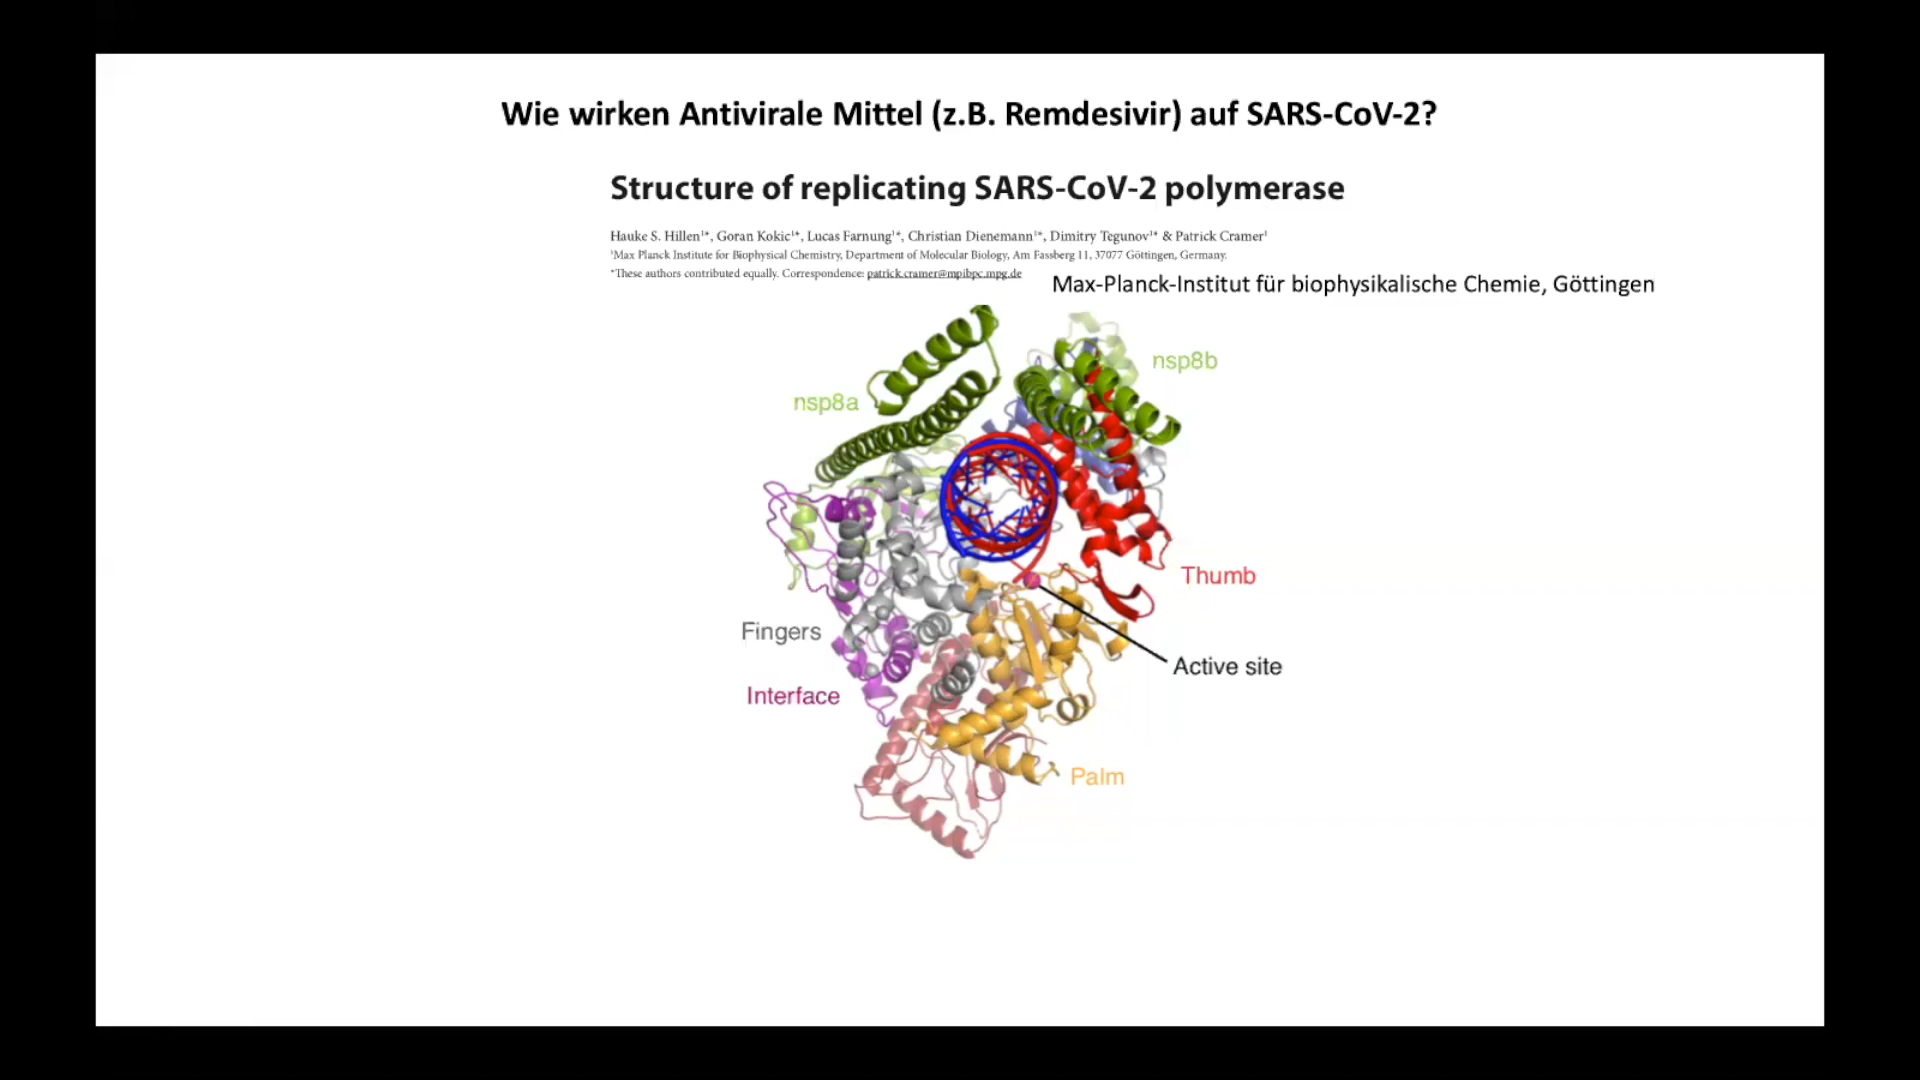 Wie wirken Antivirale Mittel (z.B. Remdesivir) auf SARS-CoV-2?
Structure of replicating SARS-CoV-2 polymerase
Hauke S. Hillen¹*, Goran Kokic¹*, Lucas Farnung¹*, Christian Dienemann¹*, Dimitry Tegunov¹* & Patrick Cramer¹
¹Max Planck Institute for Biophysical Chemistry, Department of Molecular Biology, Am Fassberg 11, 37077 Göttingen, Germany.
*These authors contributed equally. Correspondence: patrick.cramer@mpibpc.mpg.de
Max-Planck-Institut für biophysikalische Chemie, Göttingen
nsp8b
nsp8a
Thumb
Fingers
Active site
Interface
Palm